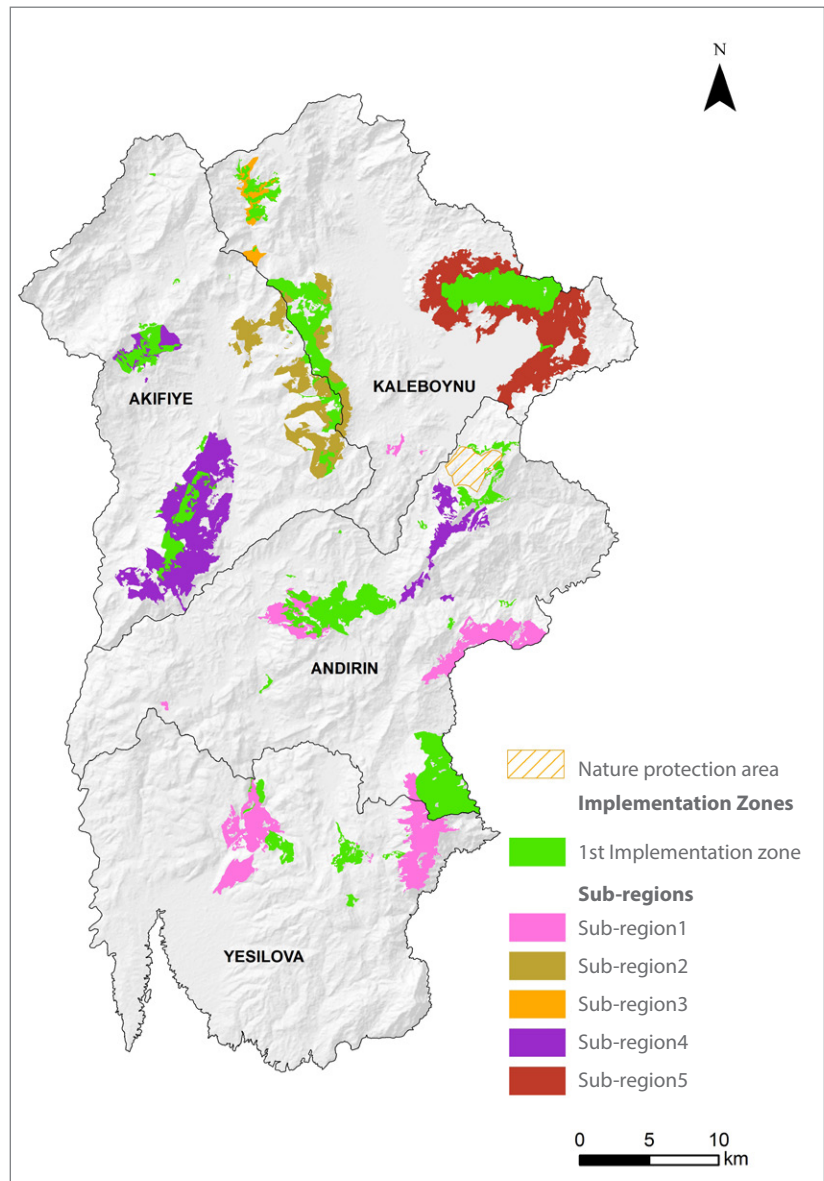 N
KALEBOYNU
AKIFIYE
ANDIRIN
YESILOVA
Nature protection area
Implementation Zones
1st Implementation zone
Sub-regions
Sub-region1
Sub-region2
Sub-region3
Sub-region4
Sub-region5
0 5 10
km